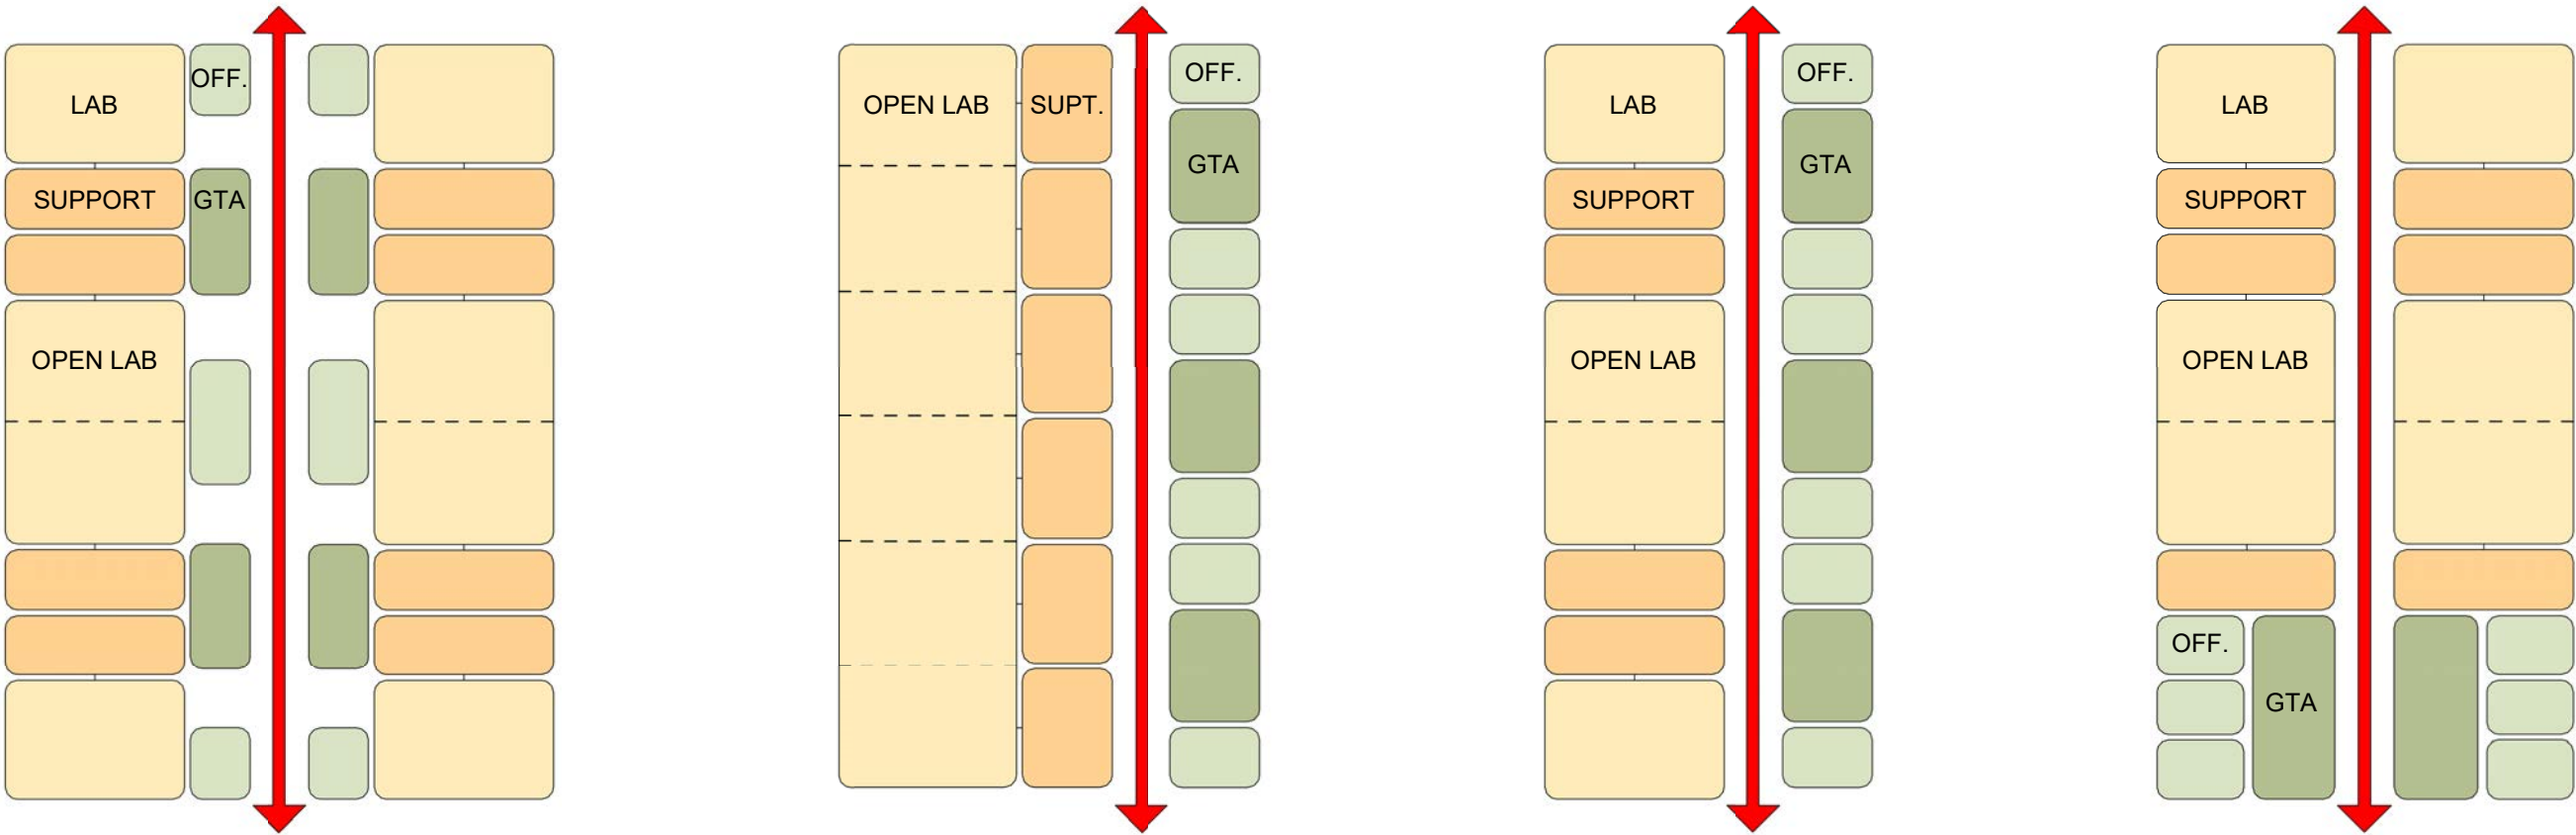 LAB
OFF.
SUPPORT
GTA
OPEN LAB
OPEN LAB
SUPT.
OFF.
GTA
LAB
OFF.
SUPPORT
GTA
OPEN LAB
LAB
SUPPORT
OPEN LAB
OFF.
GTA